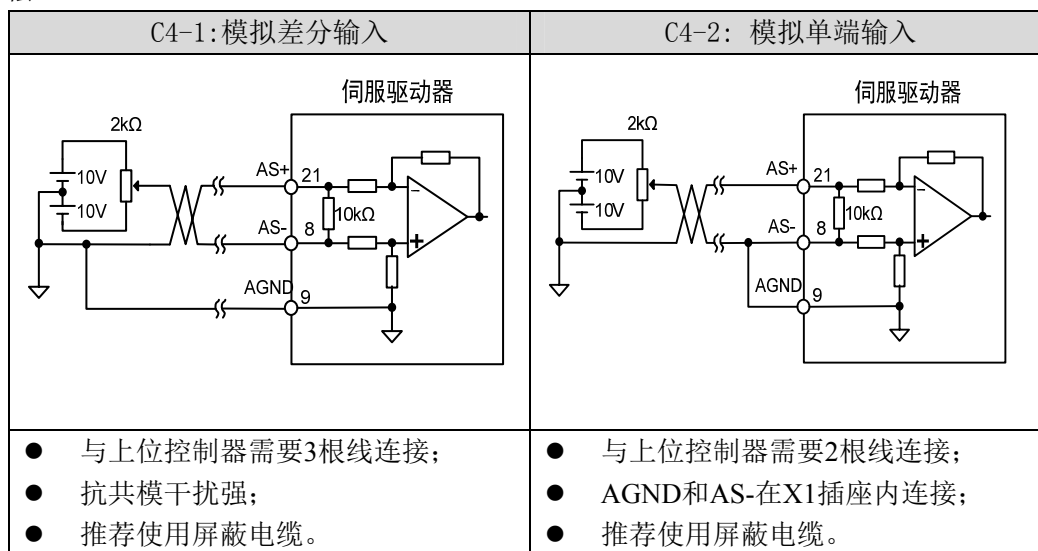 C4-1:模拟差分输入
C4-2: 模拟单端输入
伺服驱动器
2kΩ
10V
10V
AS+
21
10kΩ
AS-
8
AGND
9
伺服驱动器
2kΩ
10V
10V
AS+
21
10kΩ
AS-
8
AGND
9
● 与上位控制器需要3根线连接；
● 抗共模干扰强；
● 推荐使用屏蔽电缆。
● 与上位控制器需要2根线连接；
● AGND和AS-在X1插座内连接；
● 推荐使用屏蔽电缆。